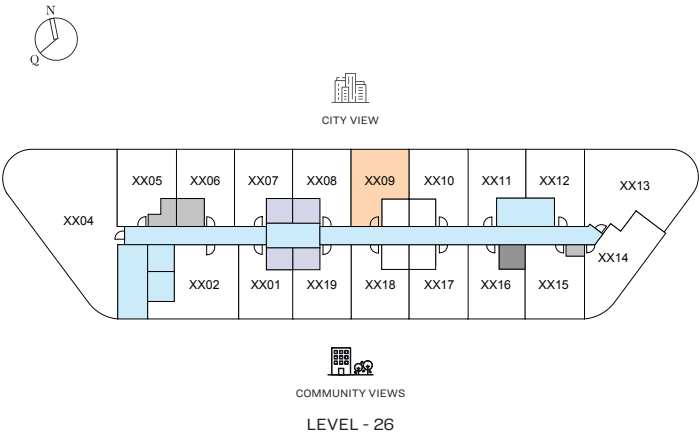 N
Q
CITY VIEW
XX05 XX06 XX07 XX08 XX09 XX10 XX11 XX12 XX13
XX04
XX14
XX02 XX01 XX19 XX18 XX17 XX16 XX15
COMMUNITY VIEWS
LEVEL - 26